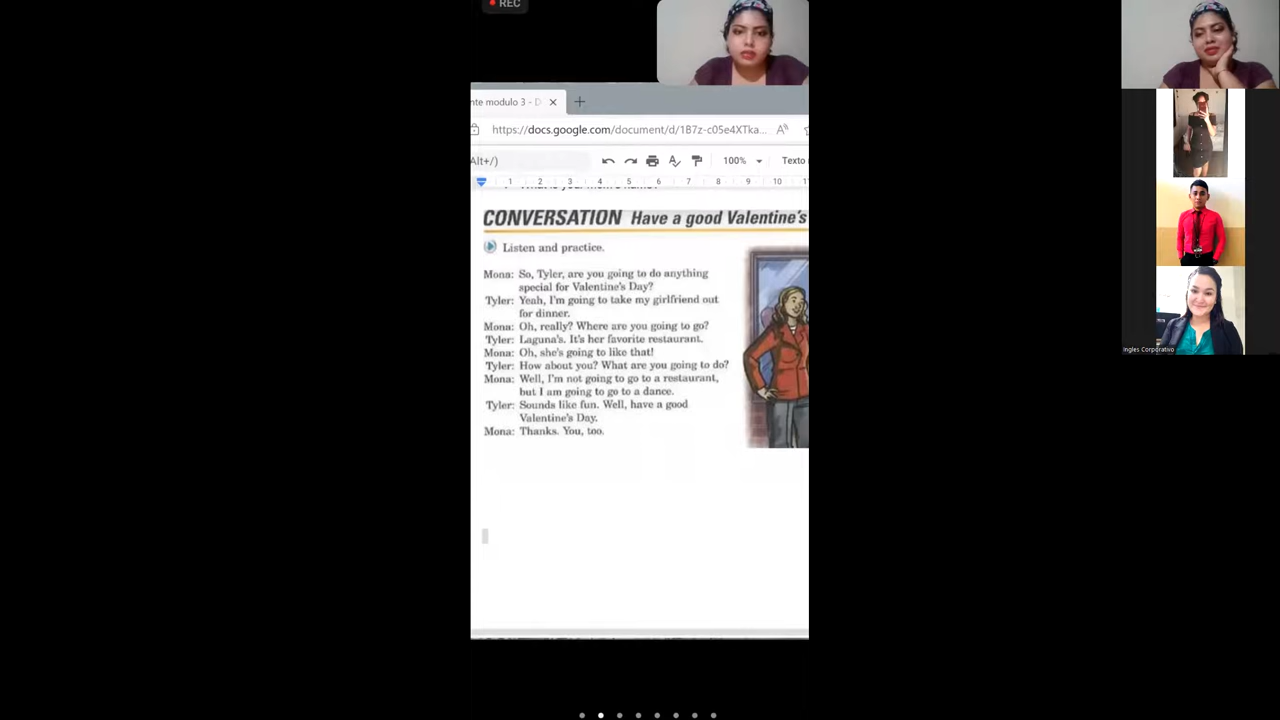 REC
nte modulo 3 - D
https://docs.google.com/document/d/1B7z-c05e4XTka...
Alt+/)
100%
Texto
1 2 3 4 5 6 7 8 9 10 11
What is your mom's name?
CONVERSATION Have a good Valentine's
Listen and practice.
Mona: So, Tyler, are you going to do anything
special for Valentine's Day?
Tyler: Yeah, I'm going to take my girlfriend out
for dinner.
Mona: Oh, really? Where are you going to go?
Tyler: Laguna's. It's her favorite restaurant.
Mona: Oh, she's going to like that!
Tyler: How about you? What are you going to do?
Mona: Well, I'm not going to go to a restaurant,
but I am going to go to a dance.
Tyler: Sounds like fun. Well, have a good
Valentine's Day.
Mona: Thanks. You, too.
Ingles Corporativo